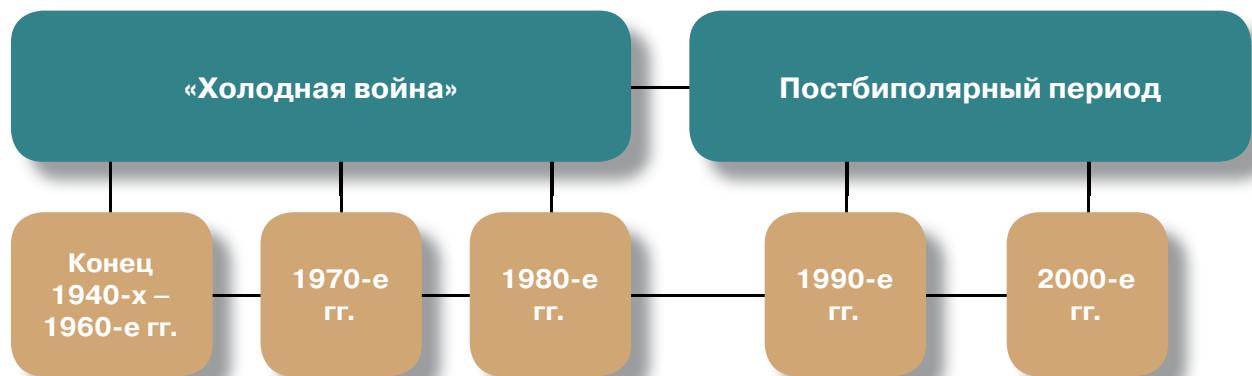 «Холодная война»
Постбиполярный период
Конец
1940-х –
1960-е гг.
1970-е
гг.
1980-е
гг.
1990-е
гг.
2000-е
гг.